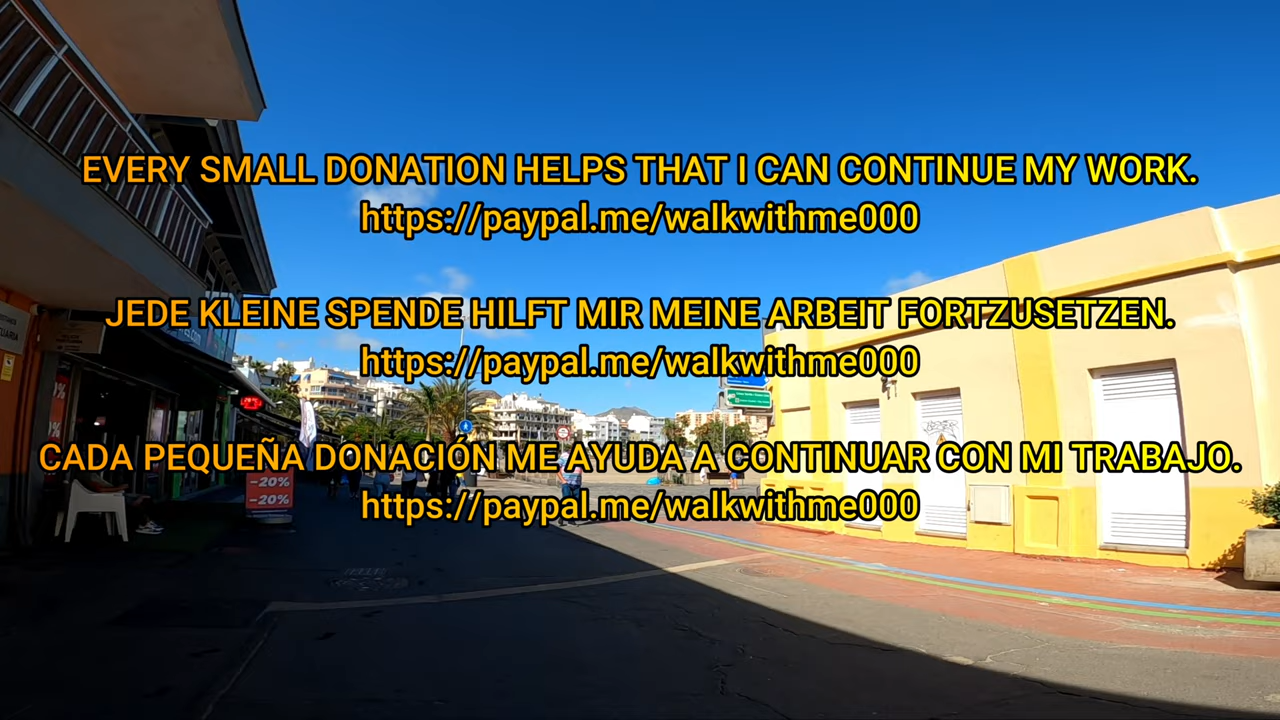 EVERY SMALL DONATION HELPS THAT I CAN CONTINUE MY WORK.
https://paypal.me/walkwithme000
JEDE KLEINE SPENDE HILFT MIR MEINE ARBEIT FORTZUSETZEN.
https://paypal.me/walkwithme000
CADA PEQUEÑA DONACIÓN ME AYUDA A CONTINUAR CON MI TRABAJO.
https://paypal.me/walkwithme000
-20%
-20%